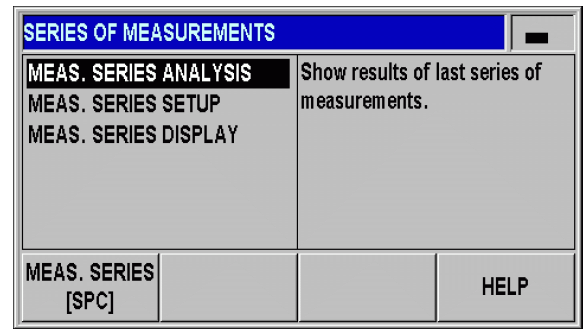 SERIES OF MEASUREMENTS
MEAS. SERIES ANALYSIS
MEAS. SERIES SETUP
MEAS. SERIES DISPLAY
Show results of last series of
measurements.
MEAS. SERIES
[SPC]
HELP